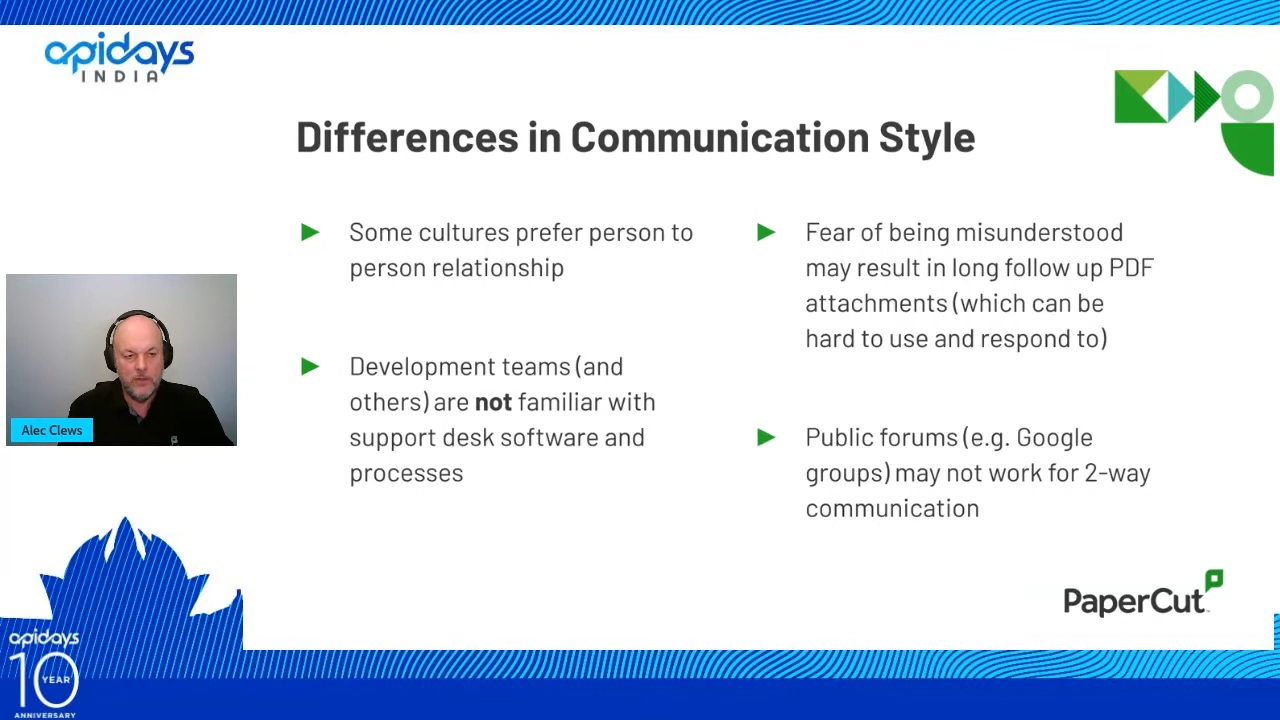 apidays
INDIA
Differences in Communication Style
Some cultures prefer person to
person relationship
Development teams (and
others) are not familiar with
support desk software and
processes
Fear of being misunderstood
may result in long follow up PDF
attachments (which can be
hard to use and respond to)
Public forums (e.g. Google
groups) may not work for 2-way
communication
Alec Clews
PaperCut
apidays
10
YEAR
ANNIVERSARY